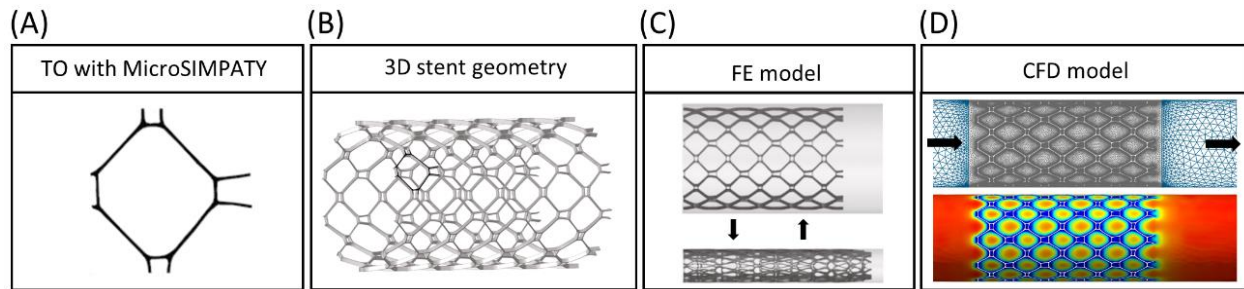 (A)
(B)
(C)
(D)
TO with MicroSIMPATY
3D stent geometry
FE model
CFD model